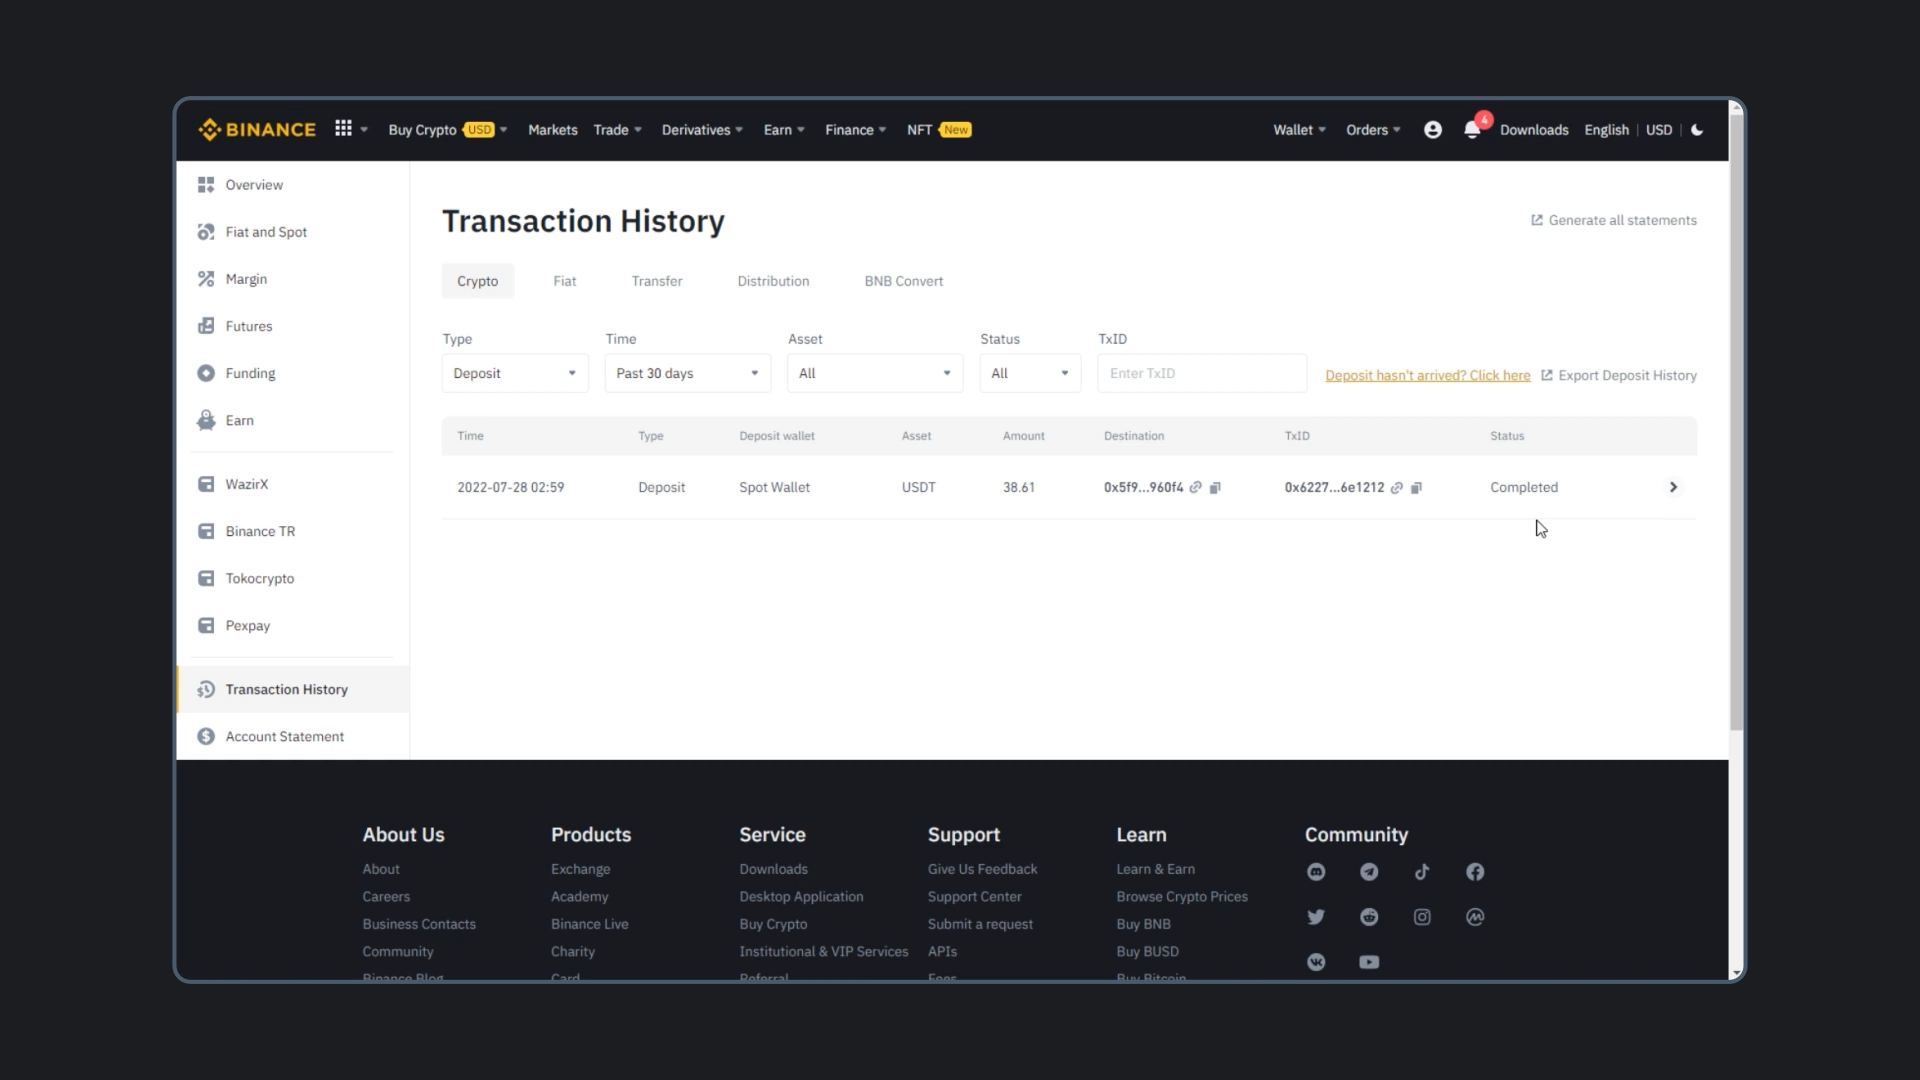 BINANCE Buy Crypto USD Markets Trade Derivatives Earn Finance NFT New Wallet Orders 4 Downloads English | USD |
Overview
Fiat and Spot
Margin
Futures
Funding
Earn
WazirX
Binance TR
Tokocrypto
Pexpay
Transaction History
Account Statement
Transaction History
Generate all statements
Crypto Fiat Transfer Distribution BNB Convert
Type Time Asset Status TxID
Deposit Past 30 days All All Enter TxID Deposit hasn't arrived? Click here Export Deposit History
Time Type Deposit wallet Asset Amount Destination TxID Status
2022-07-28 02:59 Deposit Spot Wallet USDT 38.61 0x5f9...960f4 0x6227...6e1212 Completed
About Us
About
Careers
Business Contacts
Community
Binance Blog
Products
Exchange
Academy
Binance Live
Charity
Card
Service
Downloads
Desktop Application
Buy Crypto
Institutional & VIP Services
Referral
Support
Give Us Feedback
Support Center
Submit a request
APIs
Fees
Learn
Learn & Earn
Browse Crypto Prices
Buy BNB
Buy BUSD
Buy Bitcoin
Community